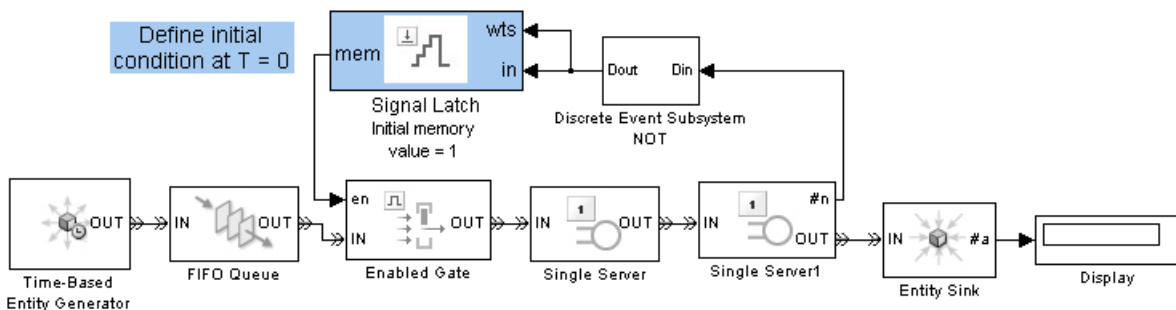 Define initial
condition at T = 0
mem
wts
in
Signal Latch
Initial memory
value = 1
Dout
Din
Discrete Event Subsystem
NOT
OUT
Time-Based
Entity Generator
IN
OUT
FIFO Queue
en
IN
OUT
Enabled Gate
IN
1
OUT
Single Server
IN
1
#n
OUT
Single Server1
IN
#a
Entity Sink
Display